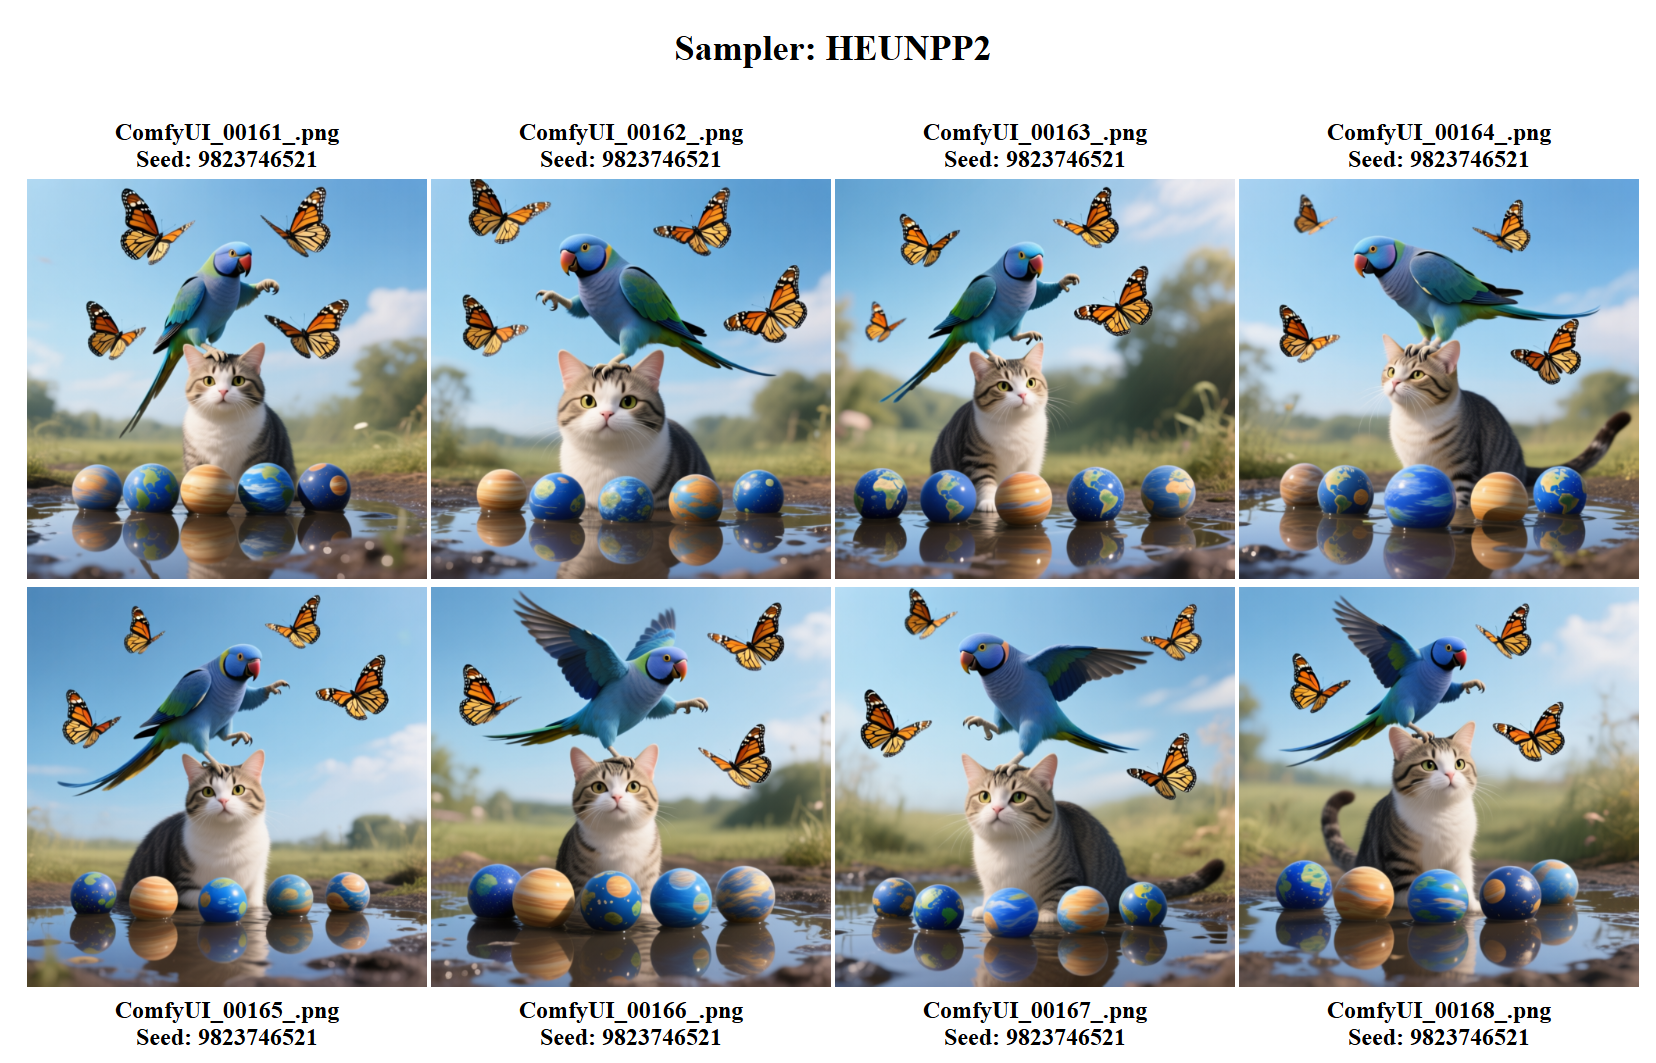 Sampler: HEUNPP2
ComfyUI_00161_.png
Seed: 9823746521
ComfyUI_00162_.png
Seed: 9823746521
ComfyUI_00163_.png
Seed: 9823746521
ComfyUI_00164_.png
Seed: 9823746521
ComfyUI_00165_.png
Seed: 9823746521
ComfyUI_00166_.png
Seed: 9823746521
ComfyUI_00167_.png
Seed: 9823746521
ComfyUI_00168_.png
Seed: 9823746521